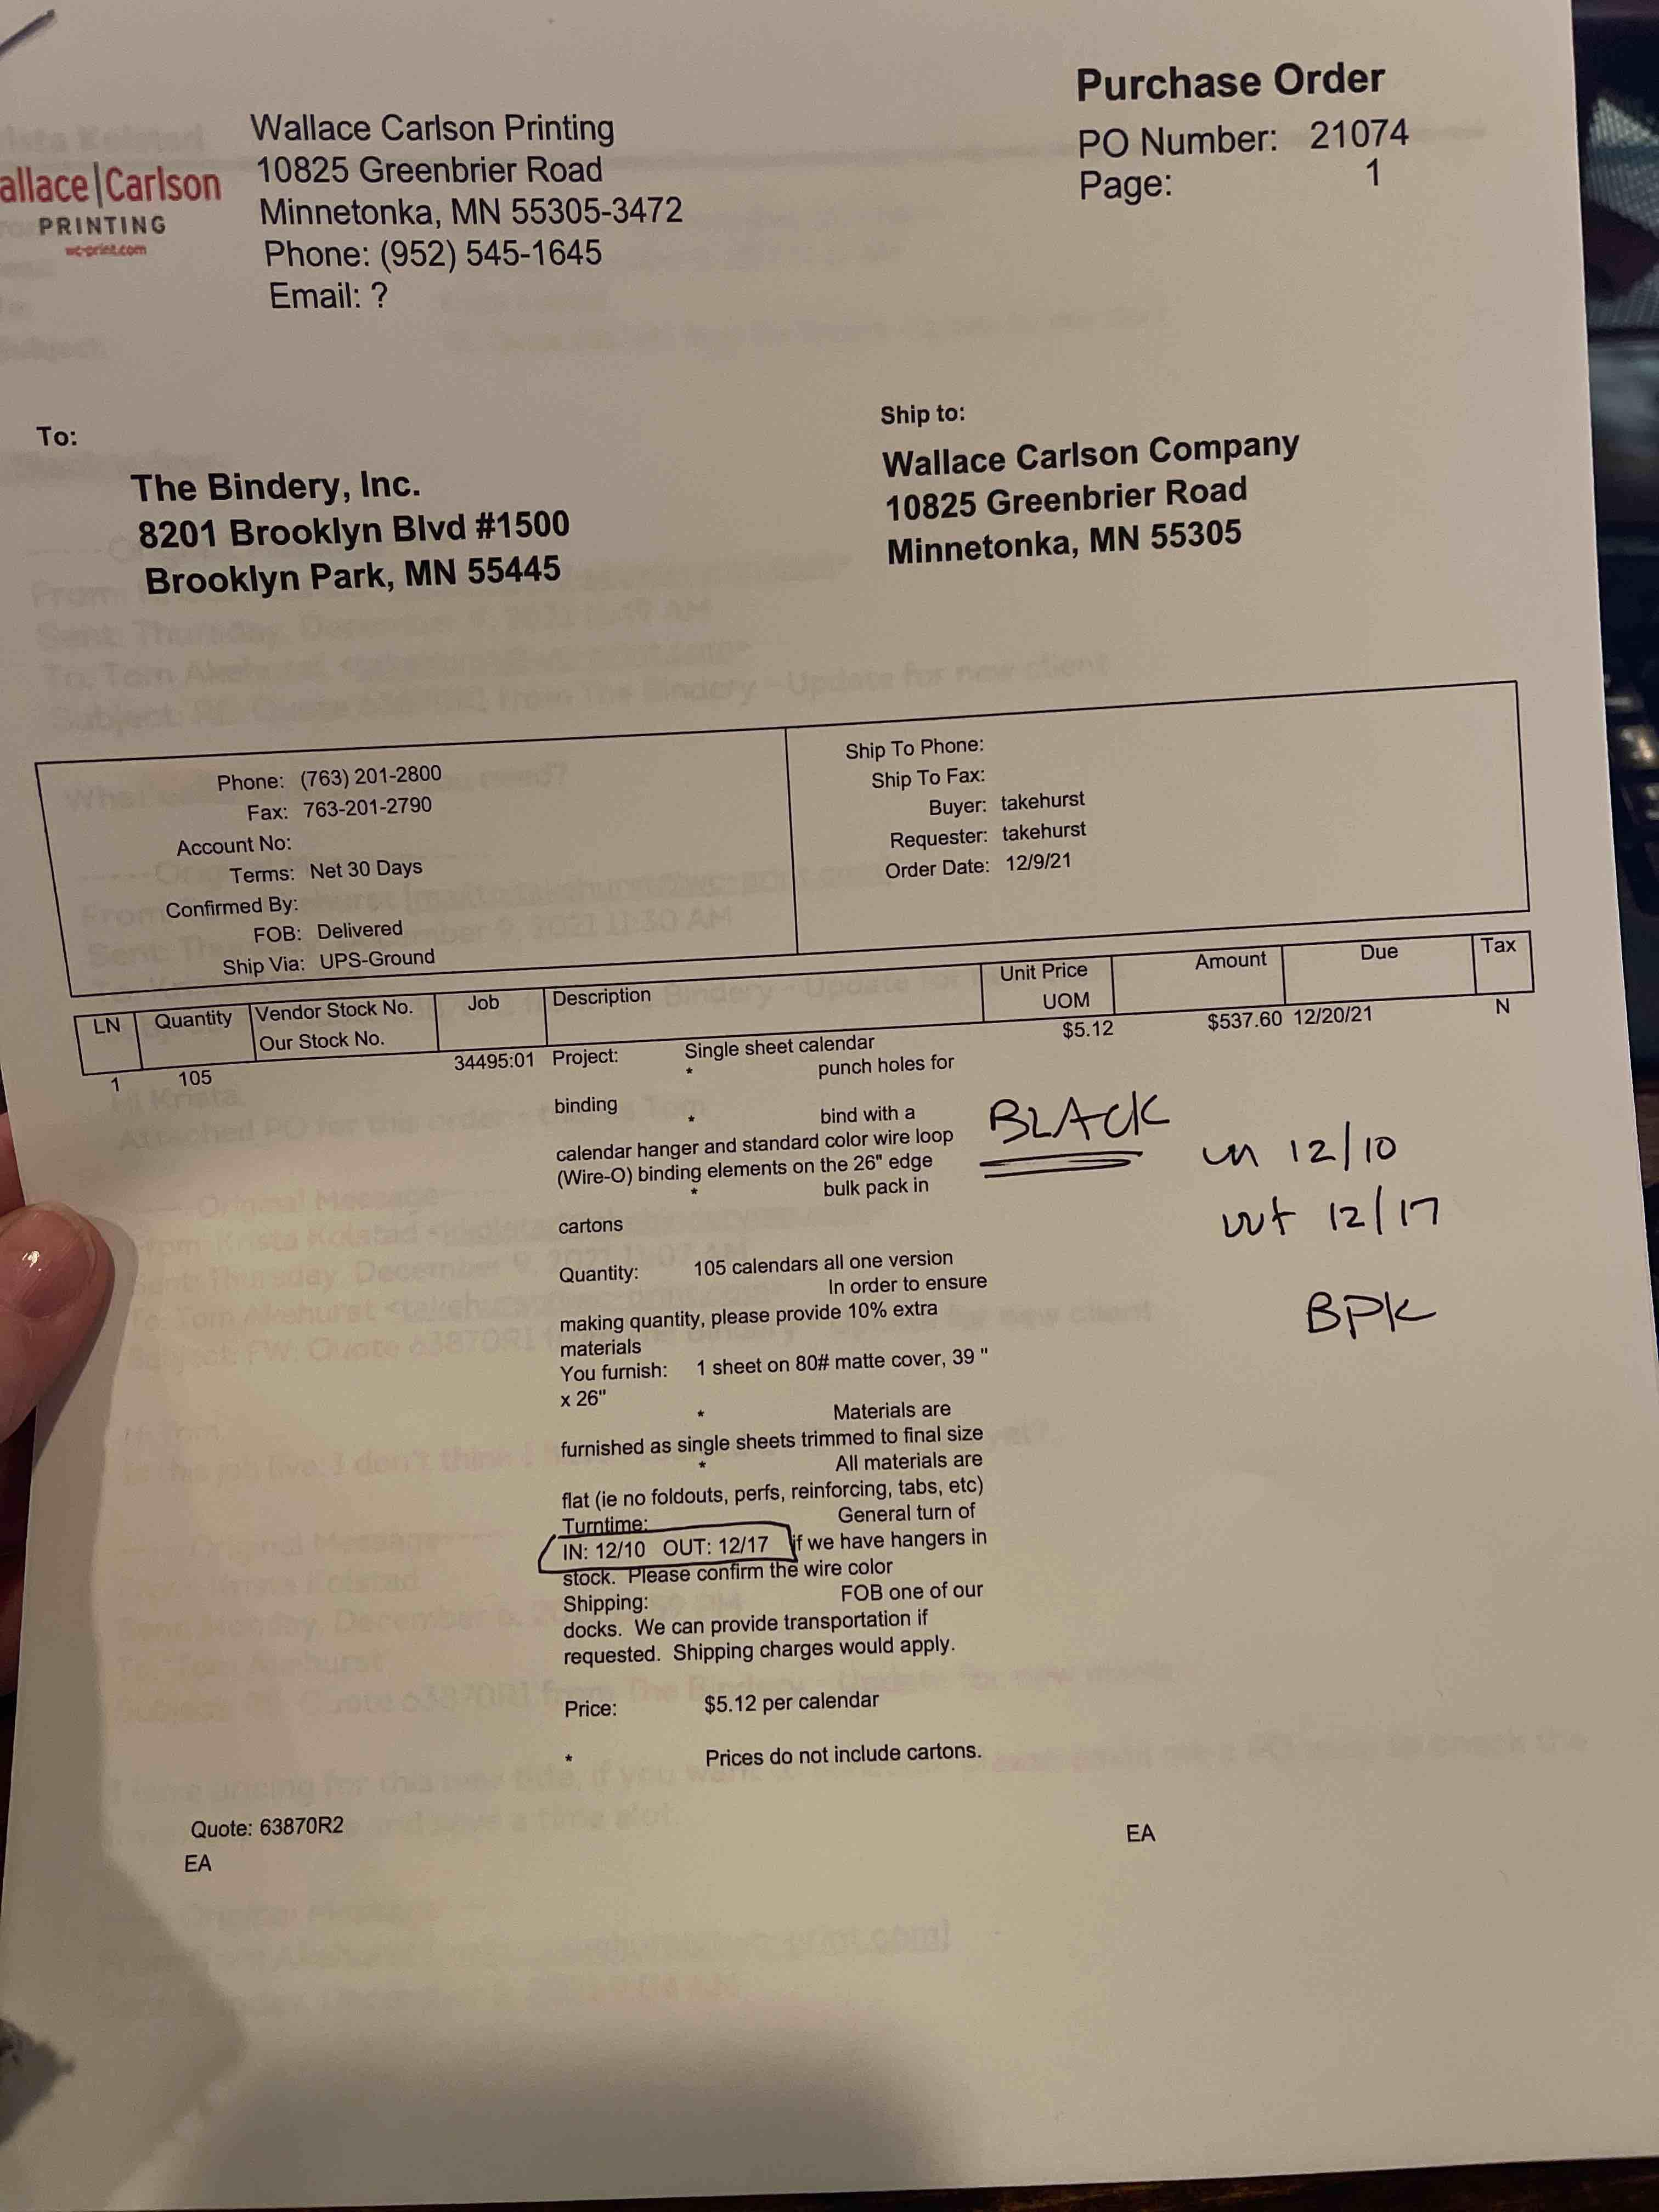 Purchase Order
PO Number: 21074
Page: 1
allace|Carlson
PRINTING
wc-print.com
Wallace Carlson Printing
10825 Greenbrier Road
Minnetonka, MN 55305-3472
Phone: (952) 545-1645
Email: ?
To:
The Bindery, Inc.
8201 Brooklyn Blvd #1500
Brooklyn Park, MN 55445
Ship to:
Wallace Carlson Company
10825 Greenbrier Road
Minnetonka, MN 55305
Phone: (763) 201-2800
Fax: 763-201-2790
Account No:
Terms: Net 30 Days
Confirmed By:
FOB: Delivered
Ship Via: UPS-Ground
Ship To Phone:
Ship To Fax:
Buyer: takehurst
Requester: takehurst
Order Date: 12/9/21
LN Quantity Vendor Stock No. Job Description Unit Price Amount Due Tax
Our Stock No. UOM
1 105 34495:01 Project: Single sheet calendar $5.12 $537.60 12/20/21 N
* punch holes for
binding
* bind with a
calendar hanger and standard color wire loop
(Wire-O) binding elements on the 26" edge
* bulk pack in
cartons
BLACK
in 12/10
out 12/17
BPK
Quantity: 105 calendars all one version
In order to ensure
making quantity, please provide 10% extra
materials
You furnish: 1 sheet on 80# matte cover, 39 "
x 26"
* Materials are
furnished as single sheets trimmed to final size
* All materials are
flat (ie no foldouts, perfs, reinforcing, tabs, etc)
Turntime: General turn of
IN: 12/10 OUT: 12/17 if we have hangers in
stock. Please confirm the wire color
Shipping: FOB one of our
docks. We can provide transportation if
requested. Shipping charges would apply.
Price: $5.12 per calendar
* Prices do not include cartons.
Quote: 63870R2
EA EA